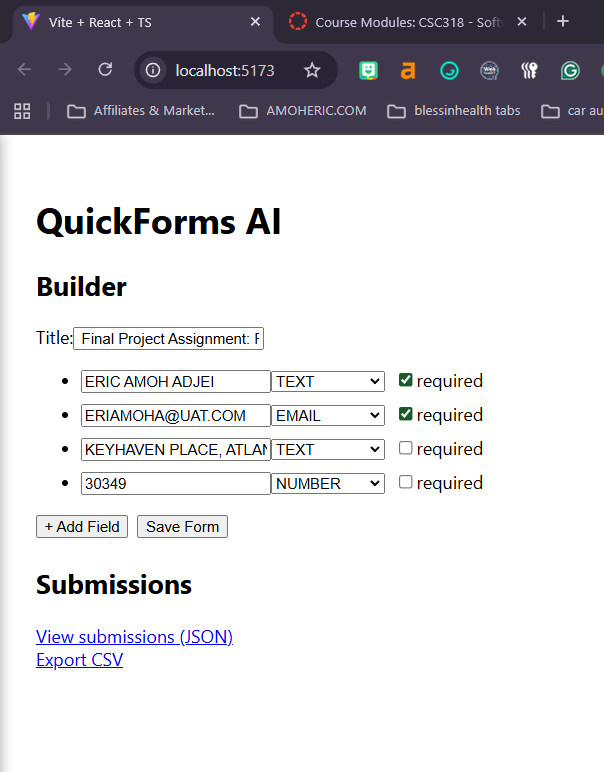 Vite + React + TS
Course Modules: CSC318 - Soft
localhost:5173
Affiliates & Market...
AMOHERIC.COM
blessinhealth tabs
car au
QuickForms AI
Builder
Title: Final Project Assignment: F
ERIC AMOH ADJEI TEXT required
ERIAMOHA@UAT.COM EMAIL required
KEYHAVEN PLACE, ATLAN TEXT required
30349 NUMBER required
+ Add Field Save Form
Submissions
View submissions (JSON)
Export CSV